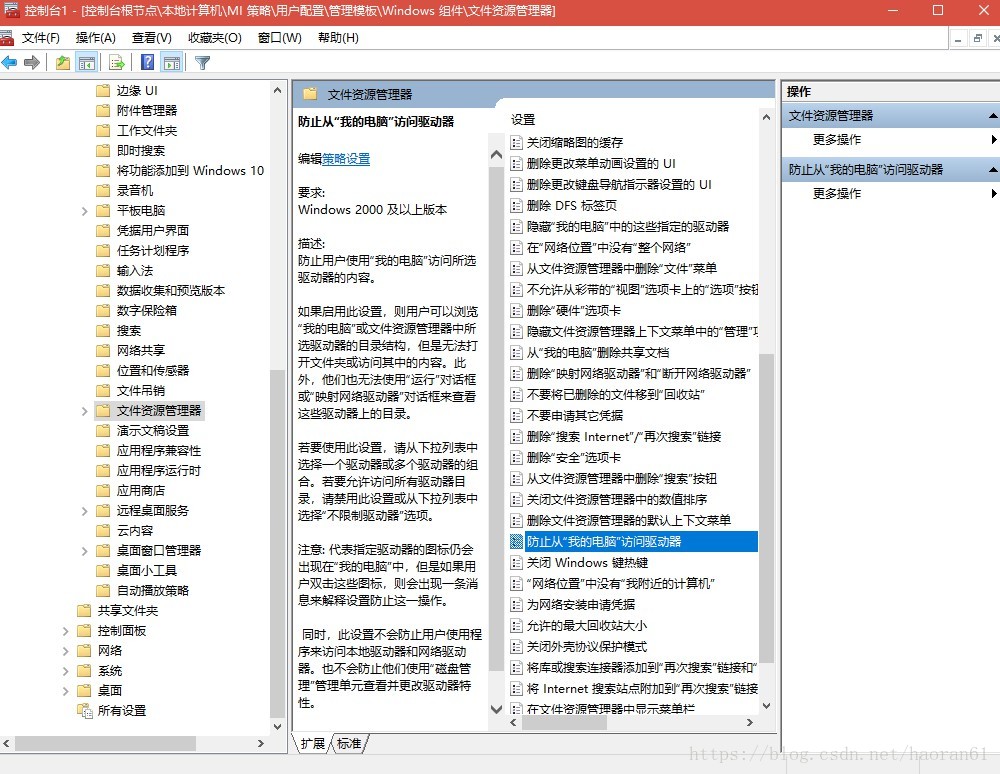 控制台1 - [控制台根节点\本地计算机\MI 策略\用户配置\管理模板\Windows 组件\文件资源管理器]
文件(F) 操作(A) 查看(V) 收藏夹(O) 窗口(W) 帮助(H)
边缘 UI
附件管理器
工作文件夹
即时搜索
将功能添加到 Windows 10
录音机
平板电脑
凭据用户界面
任务计划程序
输入法
数据收集和预览版本
数字保险箱
搜索
网络共享
位置和传感器
文件吊销
文件资源管理器
演示文稿设置
应用程序兼容性
应用程序运行时
应用商店
远程桌面服务
云内容
桌面窗口管理器
桌面小工具
自动播放策略
共享文件夹
控制面板
网络
系统
桌面
所有设置
文件资源管理器
防止从“我的电脑”访问驱动器
编辑策略设置
要求:
Windows 2000 及以上版本
描述:
防止用户使用“我的电脑”访问所选
驱动器的内容。
如果启用此设置，则用户可以浏览
“我的电脑”或文件资源管理器中所
选驱动器的目录结构，但是无法打
开文件夹或访问其中的内容。此
外，他们也无法使用“运行”对话框
或“映射网络驱动器”对话框来查看
这些驱动器上的目录。
若要使用此设置，请从下拉列表中
选择一个驱动器或多个驱动器的组
合。若要允许访问所有驱动器目
录，请禁用此设置或从下拉列表中
选择“不限制驱动器”选项。
注意: 代表指定驱动器的图标仍会
出现在“我的电脑”中，但是如果用
户双击这些图标，则会出现一条消
息来解释设置防止这一操作。
同时，此设置不会防止用户使用程
序来访问本地驱动器和网络驱动
器。也不会防止他们使用“磁盘管
理”管理单元查看并更改驱动器特
性。
设置
关闭缩略图的缓存
删除更改菜单动画设置的 UI
删除更改键盘导航指示器设置的 UI
删除 DFS 标签页
隐藏“我的电脑”中的这些指定的驱动器
在“网络位置”中没有“整个网络”
从文件资源管理器中删除“文件”菜单
不允许从彩带的“视图”选项卡上的“选项”按钮
删除“硬件”选项卡
隐藏文件资源管理器上下文菜单中的“管理”项
从“我的电脑”删除共享文档
删除“映射网络驱动器”和“断开网络驱动器”
不要将已删除的文件移到“回收站”
不要申请其它凭据
删除“搜索 Internet”/“再次搜索”链接
删除“安全”选项卡
从文件资源管理器中删除“搜索”按钮
关闭文件资源管理器中的数值排序
删除文件资源管理器的默认上下文菜单
防止从“我的电脑”访问驱动器
关闭 Windows 键热键
“网络位置”中没有“我附近的计算机”
为网络安装申请凭据
允许的最大回收站大小
关闭外壳协议保护模式
将库或搜索连接器添加到“再次搜索”链接和“
将 Internet 搜索站点附加到“再次搜索”链接
在文件资源管理器中显示菜单栏
扩展 标准
操作
文件资源管理器
更多操作
防止从“我的电脑”访问驱动器
更多操作
https://blog.csdn.net/haoran61